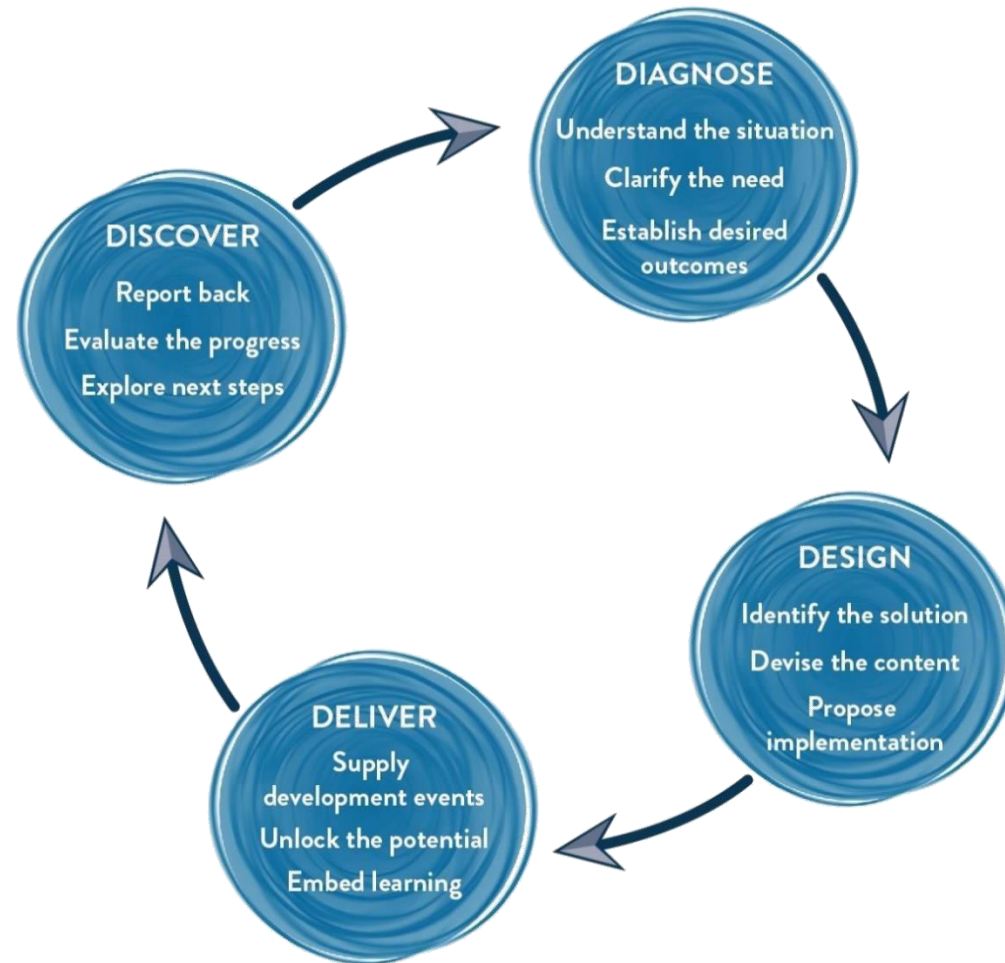 DIAGNOSE
Understand the situation
Clarify the need
Establish desired
outcomes
DISCOVER
Report back
Evaluate the progress
Explore next steps
DESIGN
Identify the solution
Devise the content
Propose
implementation
DELIVER
Supply
development events
Unlock the potential
Embed learning